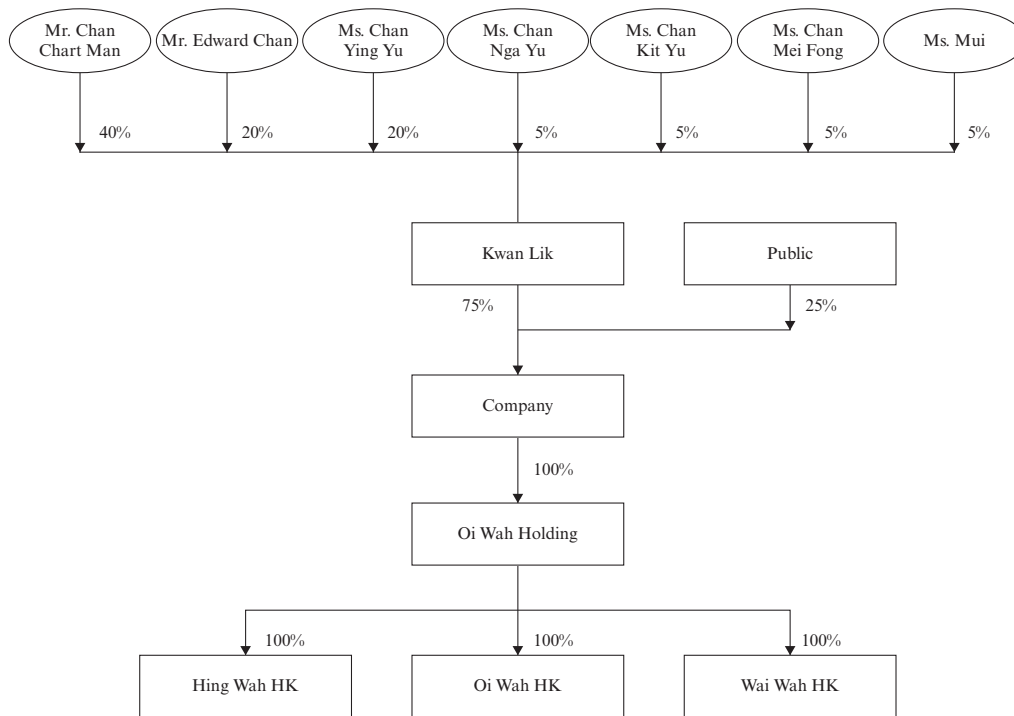 Mr. Chan
Chart Man
Mr. Edward Chan
Ms. Chan
Ying Yu
Ms. Chan
Nga Yu
Ms. Chan
Kit Yu
Ms. Chan
Mei Fong
Ms. Mui
40%
20%
20%
5%
5%
5%
5%
Kwan Lik
Public
75%
25%
Company
100%
Oi Wah Holding
100%
100%
100%
Hing Wah HK
Oi Wah HK
Wai Wah HK